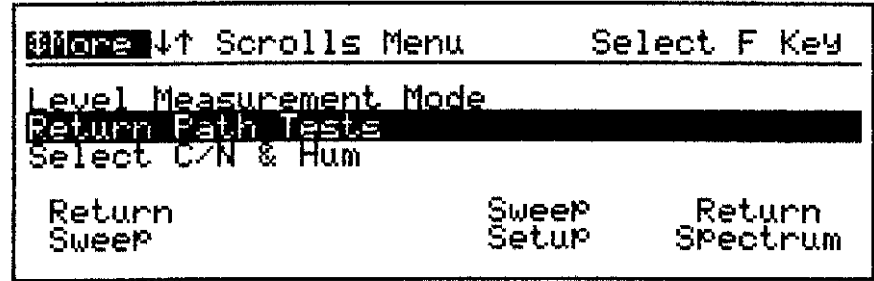 ⇕More ↓↑ Scrolls Menu Select F Key
Level Measurement Mode
Return Path Tests
Select C/N & Hum
Return Sweep Return
Sweep Setup Spectrum